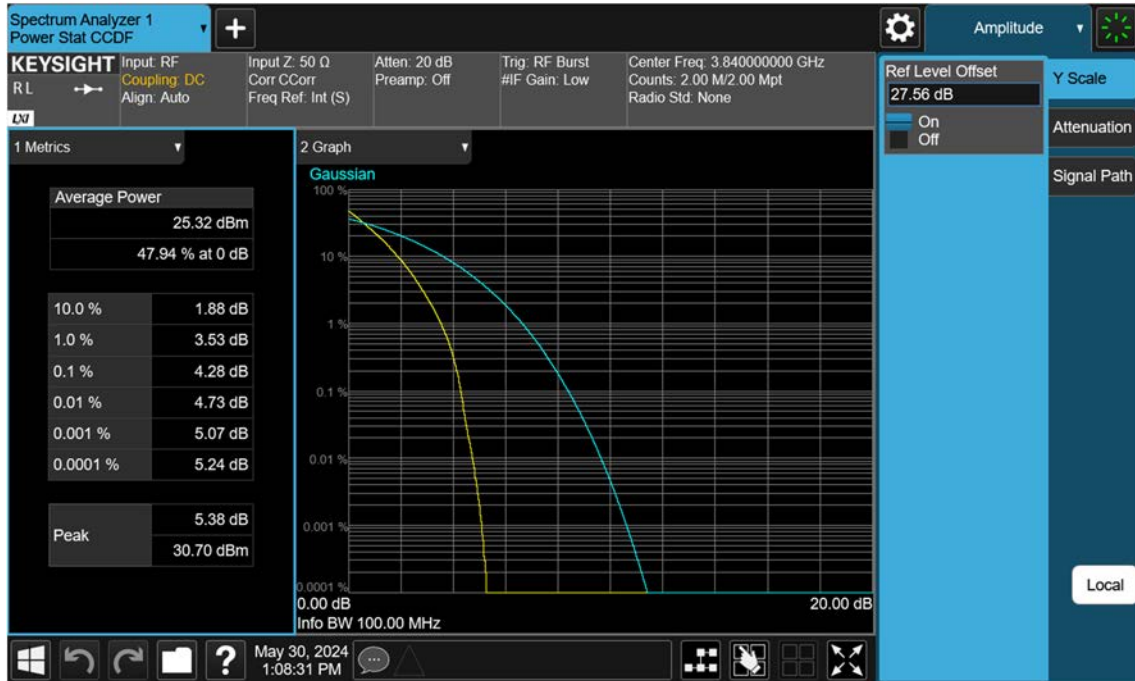 Spectrum Analyzer 1
Power Stat CCDF
+
Amplitude
KEYSIGHT
R L
LXI
Input: RF
Coupling: DC
Align: Auto
Input Z: 50 Ω
Corr CCorr
Freq Ref: Int (S)
Atten: 20 dB
Preamp: Off
Trig: RF Burst
#IF Gain: Low
Center Freq: 3.840000000 GHz
Counts: 2.00 M/2.00 Mpt
Radio Std: None
Ref Level Offset
27.56 dB
On
Off
Y Scale
Attenuation
Signal Path
1 Metrics
Average Power
25.32 dBm
47.94 % at 0 dB
10.0 % 1.88 dB
1.0 % 3.53 dB
0.1 % 4.28 dB
0.01 % 4.73 dB
0.001 % 5.07 dB
0.0001 % 5.24 dB
Peak
5.38 dB
30.70 dBm
2 Graph
Gaussian
100 %
10 %
1 %
0.1 %
0.01 %
0.001 %
0.0001 %
0.00 dB 20.00 dB
Info BW 100.00 MHz
Local
?
May 30, 2024
1:08:31 PM